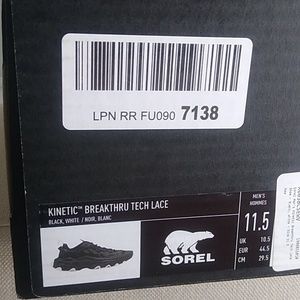 LPN RR FU090 7138
KINETIC™ BREAKTHRU TECH LACE
BLACK, WHITE / NOIR, BLANC
SOREL
MEN'S
HOMMES
11.5
UK 10.5
EUR 44.5
CM 29.5